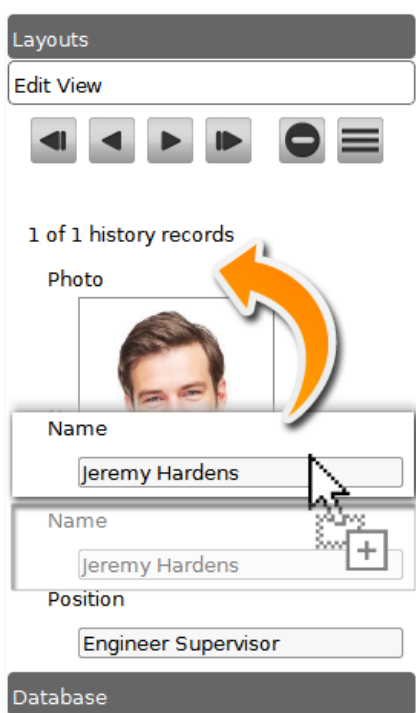 Layouts
Edit View
1 of 1 history records
Photo
Name
Jeremy Hardens
Name
Jeremy Hardens
Position
Engineer Supervisor
Database